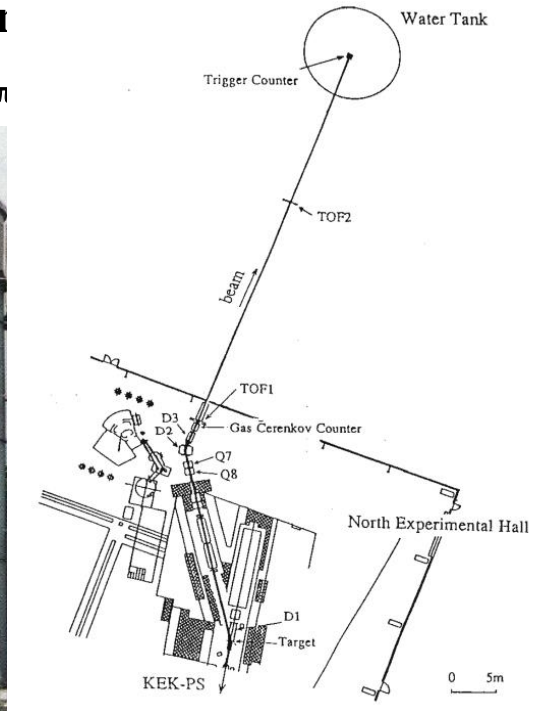 Water Tank
Trigger Counter
TOF2
beam
TOF1
D3
Gas Čerenkov Counter
D2
Q7
Q8
North Experimental Hall
D1
Target
KEK-PS
0 5m